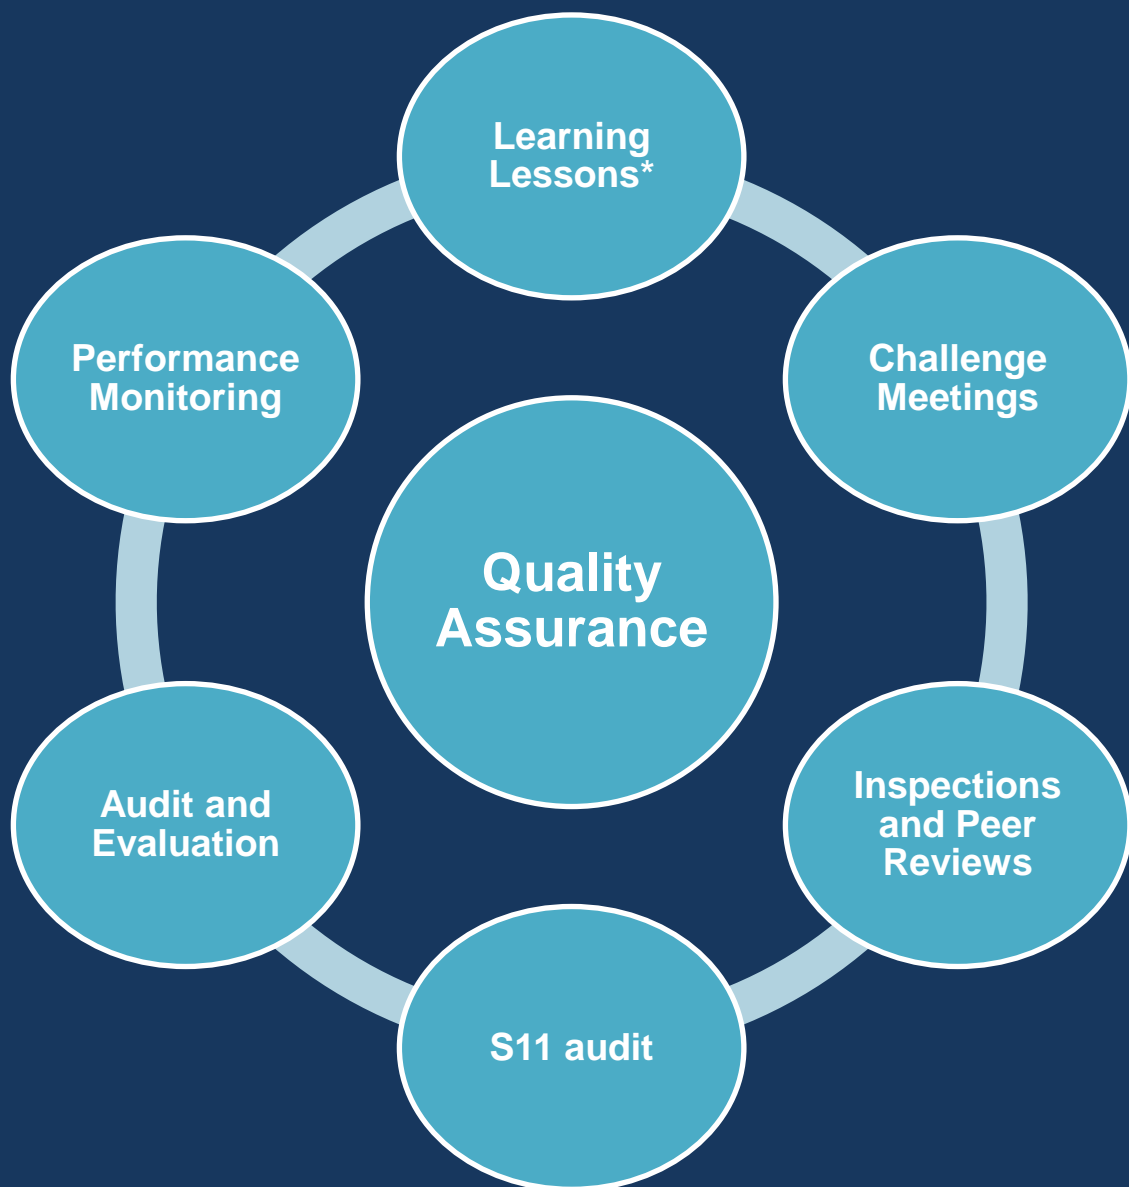 Learning
Lessons*
Performance
Monitoring
Challenge
Meetings
Quality
Assurance
Audit and
Evaluation
Inspections
and Peer
Reviews
S11 audit